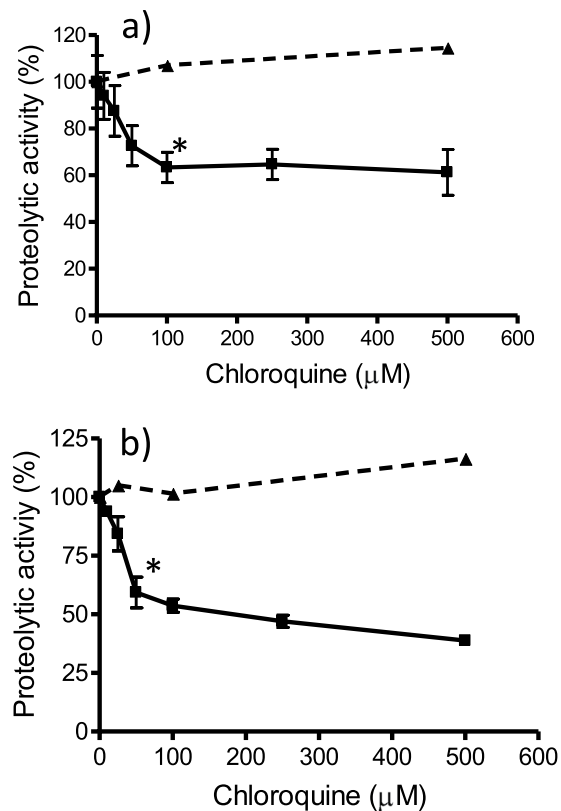 a)
120
100
80
60
40
20
0
Proteolytic activity (%)
*
0 100 200 300 400 500 600
Chloroquine (μM)
b)
125
100
75
50
25
0
Proteolytic activiy (%)
*
0 100 200 300 400 500 600
Chloroquine (μM)